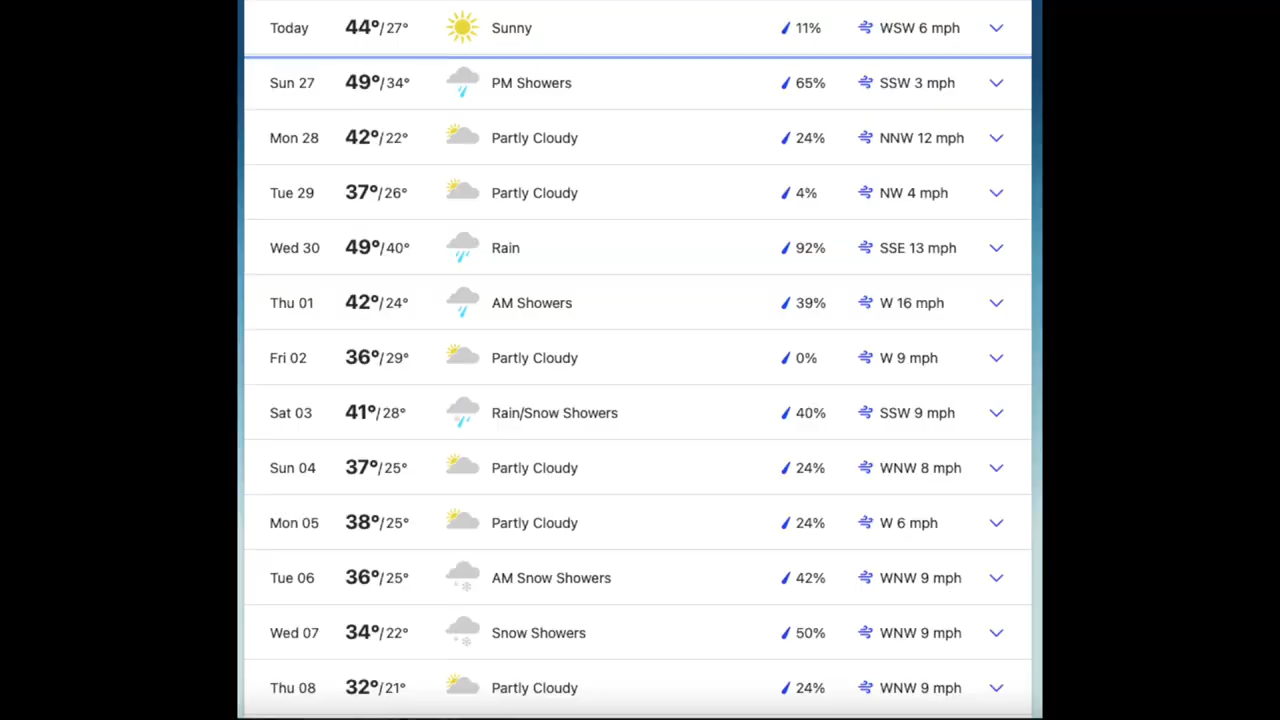 Today 44°/27° Sunny 11% WSW 6 mph
Sun 27 49°/34° PM Showers 65% SSW 3 mph
Mon 28 42°/22° Partly Cloudy 24% NNW 12 mph
Tue 29 37°/26° Partly Cloudy 4% NW 4 mph
Wed 30 49°/40° Rain 92% SSE 13 mph
Thu 01 42°/24° AM Showers 39% W 16 mph
Fri 02 36°/29° Partly Cloudy 0% W 9 mph
Sat 03 41°/28° Rain/Snow Showers 40% SSW 9 mph
Sun 04 37°/25° Partly Cloudy 24% WNW 8 mph
Mon 05 38°/25° Partly Cloudy 24% W 6 mph
Tue 06 36°/25° AM Snow Showers 42% WNW 9 mph
Wed 07 34°/22° Snow Showers 50% WNW 9 mph
Thu 08 32°/21° Partly Cloudy 24% WNW 9 mph